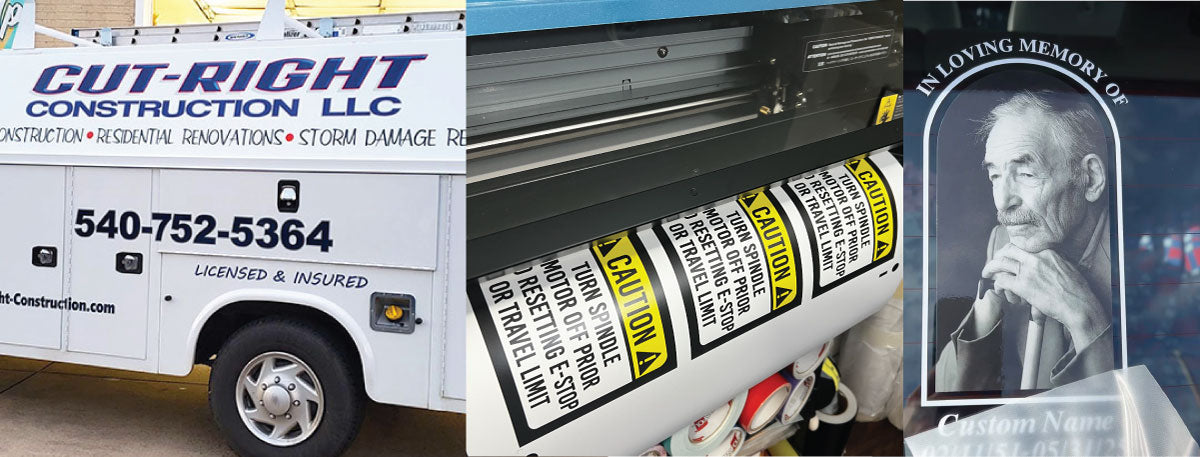 CUT-RIGHT
CONSTRUCTION LLC
ONSTRUCTION • RESIDENTIAL RENOVATIONS • STORM DAMAGE RE
540-752-5364
LICENSED & INSURED
ht-Construction.com
CAUTION
TURN SPINDLE
MOTOR OFF PRIOR
O RESETTING E-STOP
OR TRAVEL LIMIT
CAUTION
TURN SPINDLE
MOTOR OFF PRIOR
O RESETTING E-STOP
OR TRAVEL LIMIT
CAUTION
TURN SPINDLE
MOTOR OFF PRIOR
O RESETTING E-STOP
OR TRAVEL LIMIT
CAUTION
IN LOVING MEMORY OF
Custom Name